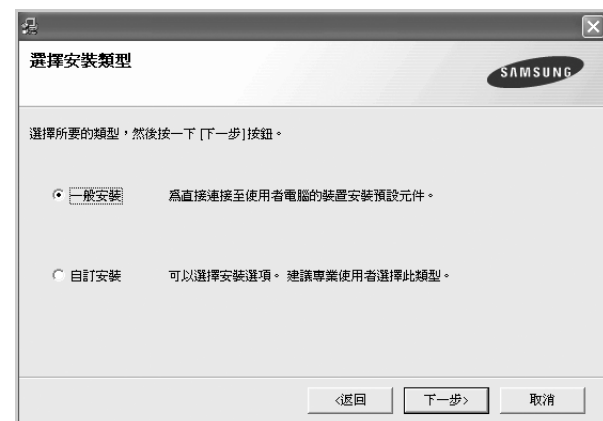 選擇安裝類型
SAMSUNG
選擇所要的類型，然後按一下 [下一步]按鈕。
一般安裝 爲直接連接至使用者電腦的裝置安裝預設元件。
自訂安裝 可以選擇安裝選項。 建議專業使用者選擇此類型。
<返回 下一步> 取消